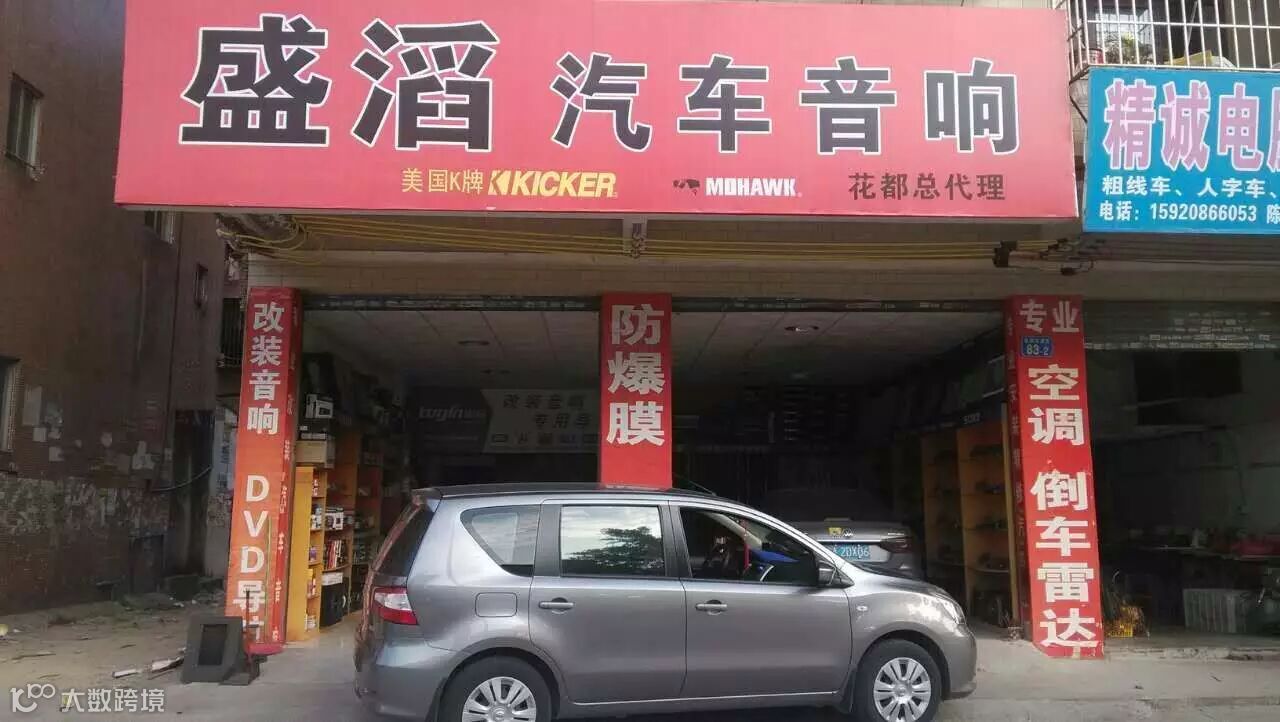 盛滔 汽车音响
美国K牌 KICKER MOHAWK 花都总代理
精诚电
粗线车、人字车、
电话：15920866053 陈
改装音响 DVD导
防爆膜
专业
83-2
空调 倒车雷达
改装音响
专用车
2DX06
大数跨境